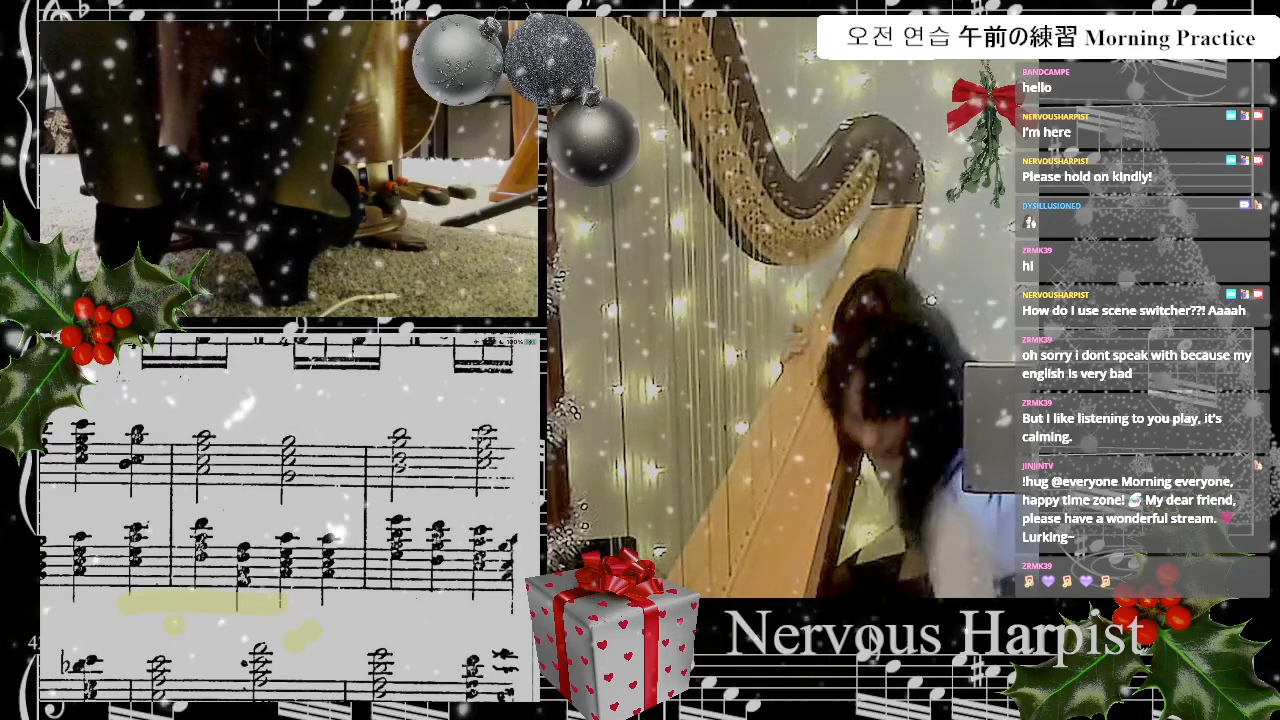 오전 연습 午前の練習 Morning Practice
BANDCAMPE
hello
NERVOUSHARPIST
I'm here
NERVOUSHARPIST
Please hold on kindly!
DYSILLUSIONED
ZRMK39
hi
NERVOUSHARPIST
How do I use scene switcher??! Aaaah
ZRMK39
oh sorry i dont speak with because my
english is very bad
ZRMK39
But I like listening to you play, it's
calming.
JINJINTV
!hug @everyone Morning everyone,
happy time zone! My dear friend,
please have a wonderful stream.
Lurking~
ZRMK39
Nervous Harpist